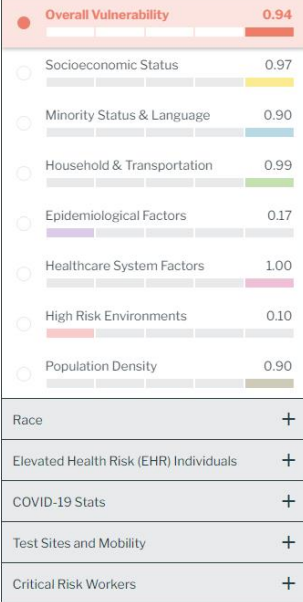 Overall Vulnerability 0.94
Socioeconomic Status 0.97
Minority Status & Language 0.90
Household & Transportation 0.99
Epidemiological Factors 0.17
Healthcare System Factors 1.00
High Risk Environments 0.10
Population Density 0.90
Race +
Elevated Health Risk (EHR) Individuals +
COVID-19 Stats +
Test Sites and Mobility +
Critical Risk Workers +